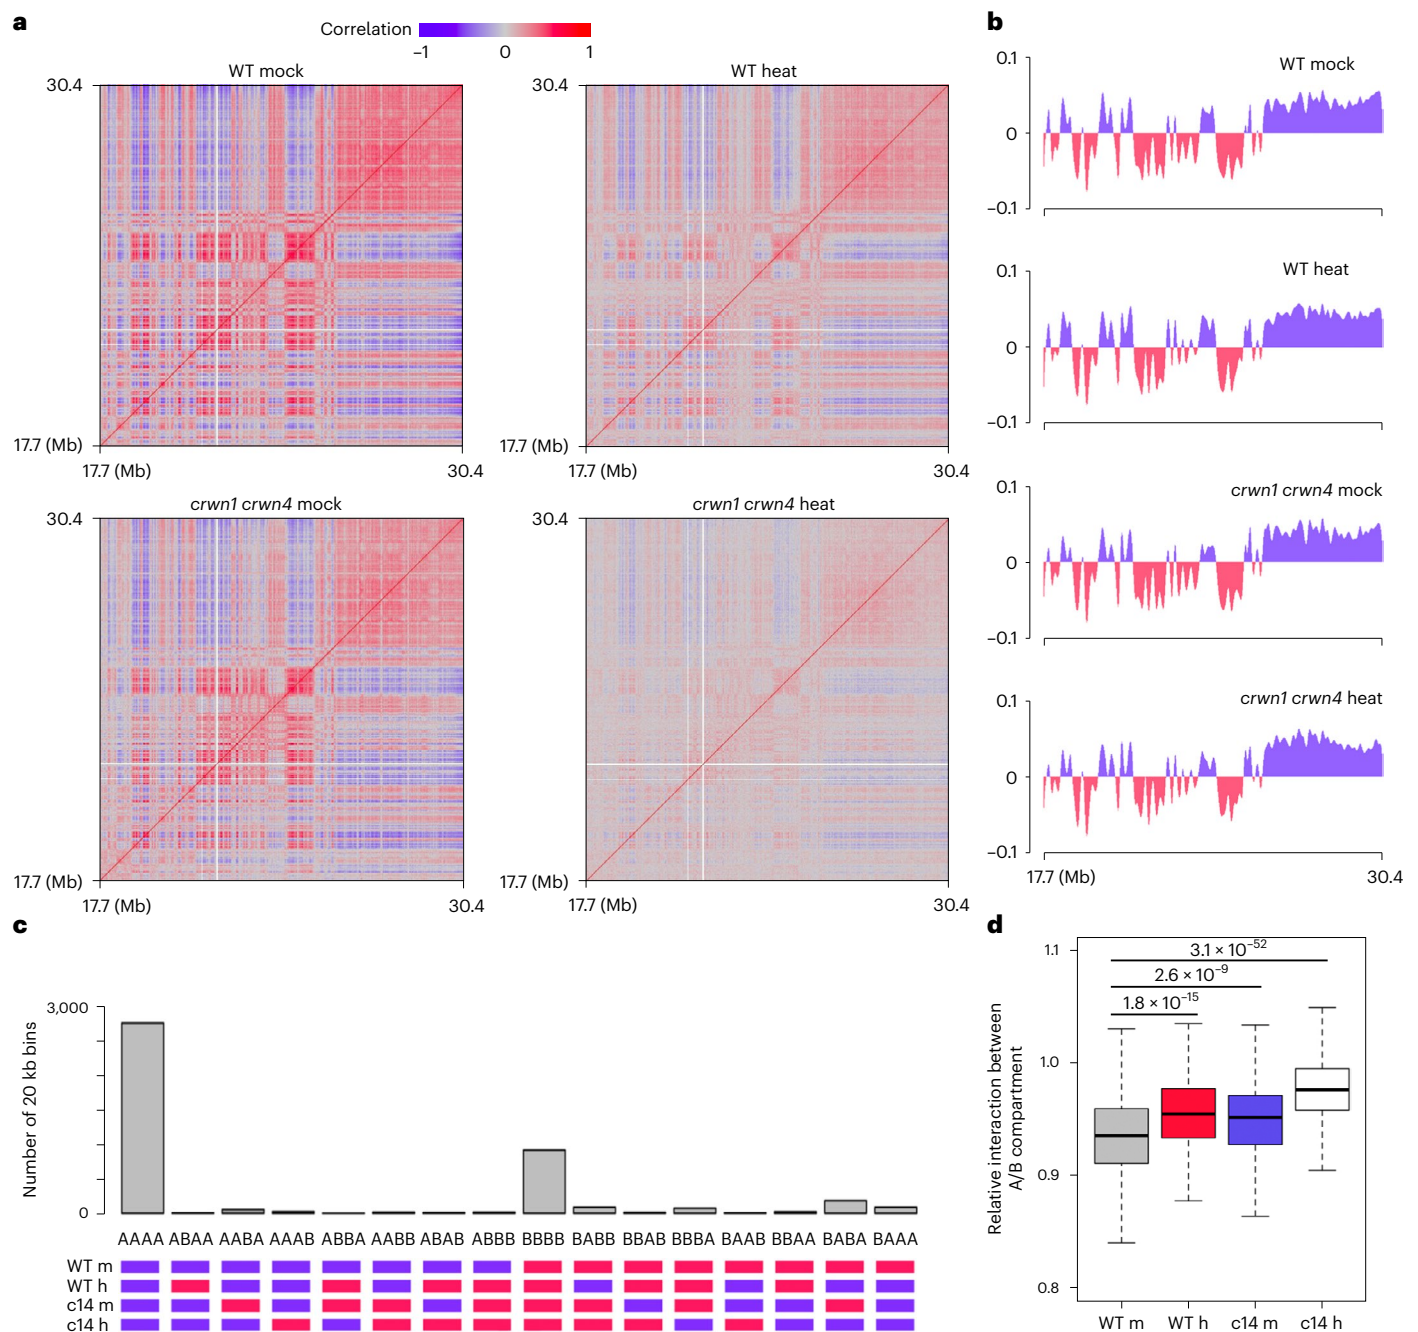 a
Correlation
−1 0 1
WT mock
30.4
17.7 (Mb)
17.7 (Mb) 30.4
WT heat
30.4
17.7 (Mb)
17.7 (Mb) 30.4
crwn1 crwn4 mock
30.4
17.7 (Mb)
17.7 (Mb) 30.4
crwn1 crwn4 heat
30.4
17.7 (Mb)
17.7 (Mb) 30.4
b
0.1
WT mock
0
−0.1
0.1
WT heat
0
−0.1
0.1
crwn1 crwn4 mock
0
−0.1
0.1
crwn1 crwn4 heat
0
−0.1
17.7 (Mb) 30.4
c
Number of 20 kb bins
3,000
0
AAAA ABAA AABA AAAB ABBA AABB ABAB ABBB BBBB BABB BBAB BBBA BAAB BBAA BABA BAAA
WT m
WT h
c14 m
c14 h
d
Relative interaction between
A/B compartment
1.1
1.0
0.9
0.8
3.1 × 10−52
2.6 × 10−9
1.8 × 10−15
WT m WT h c14 m c14 h